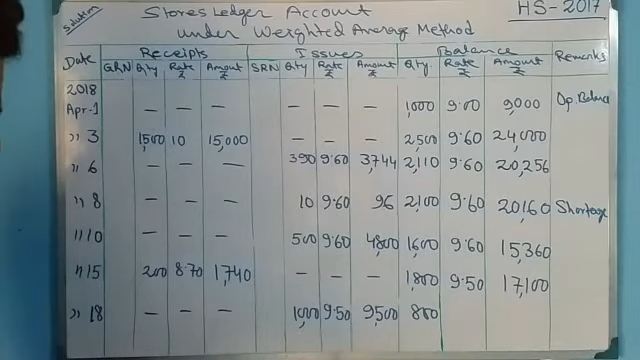 Solution
Stores Ledger Account
HS-2017
under Weighted Average Method
Date Receipts Issues Balance Remarks
GRN Qty Rate ₹ Amount ₹ SRN Qty Rate ₹ Amount ₹ Qty. Rate ₹ Amount ₹
2018
Apr-1 — — — — — — 1,000 9.00 9,000 Op. Balance
" 3 1500 10 15,000 — — — 2,500 9.60 24,000
" 6 — — — 390 9.60 3,744 2,110 9.60 20,256
" 8 — — — 10 9.60 96 2,100 9.60 20,160 Shortage
" 10 — — — 500 9.60 4,800 1,600 9.60 15,360
" 15 200 8.70 1,740 — — — 1,800 9.50 17,100
" 18 — — — 1,000 9.50 9,500 800